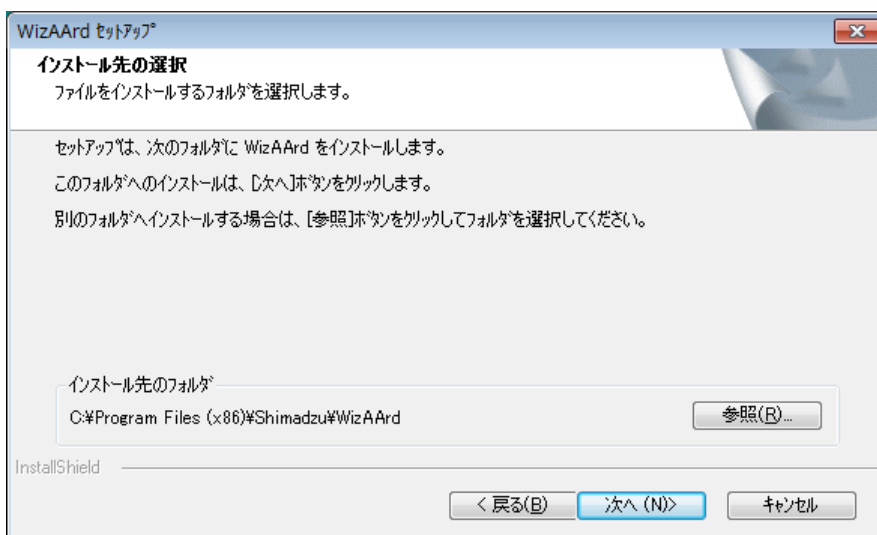 WizAArd セットアップ
インストール先の選択
ファイルをインストールするフォルダを選択します。
セットアップは、次のフォルダに WizAArd をインストールします。
このフォルダへのインストールは、[次へ]ボタンをクリックします。
別のフォルダへインストールする場合は、[参照]ボタンをクリックしてフォルダを選択してください。
インストール先のフォルダ
C:¥Program Files (x86)¥Shimadzu¥WizAArd
参照(R)...
InstallShield
< 戻る(B)
次へ (N)>
キャンセル